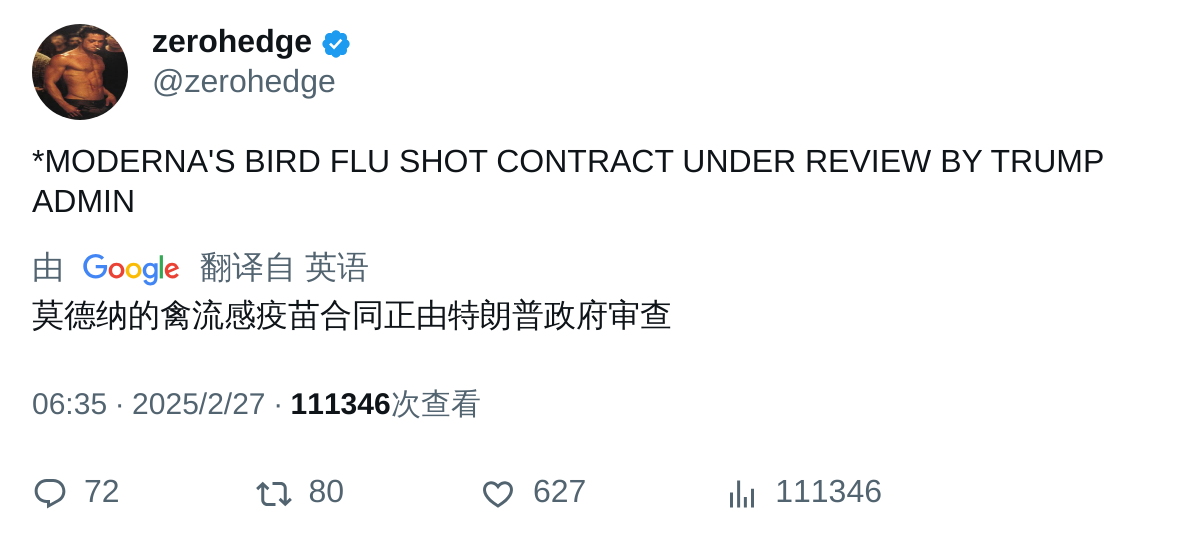 zerohedge
@zerohedge
*MODERNA'S BIRD FLU SHOT CONTRACT UNDER REVIEW BY TRUMP
ADMIN
由 Google 翻译自 英语
莫德纳的禽流感疫苗合同正由特朗普政府审查
06:35 · 2025/2/27 · 111346次查看
72 80 627 111346